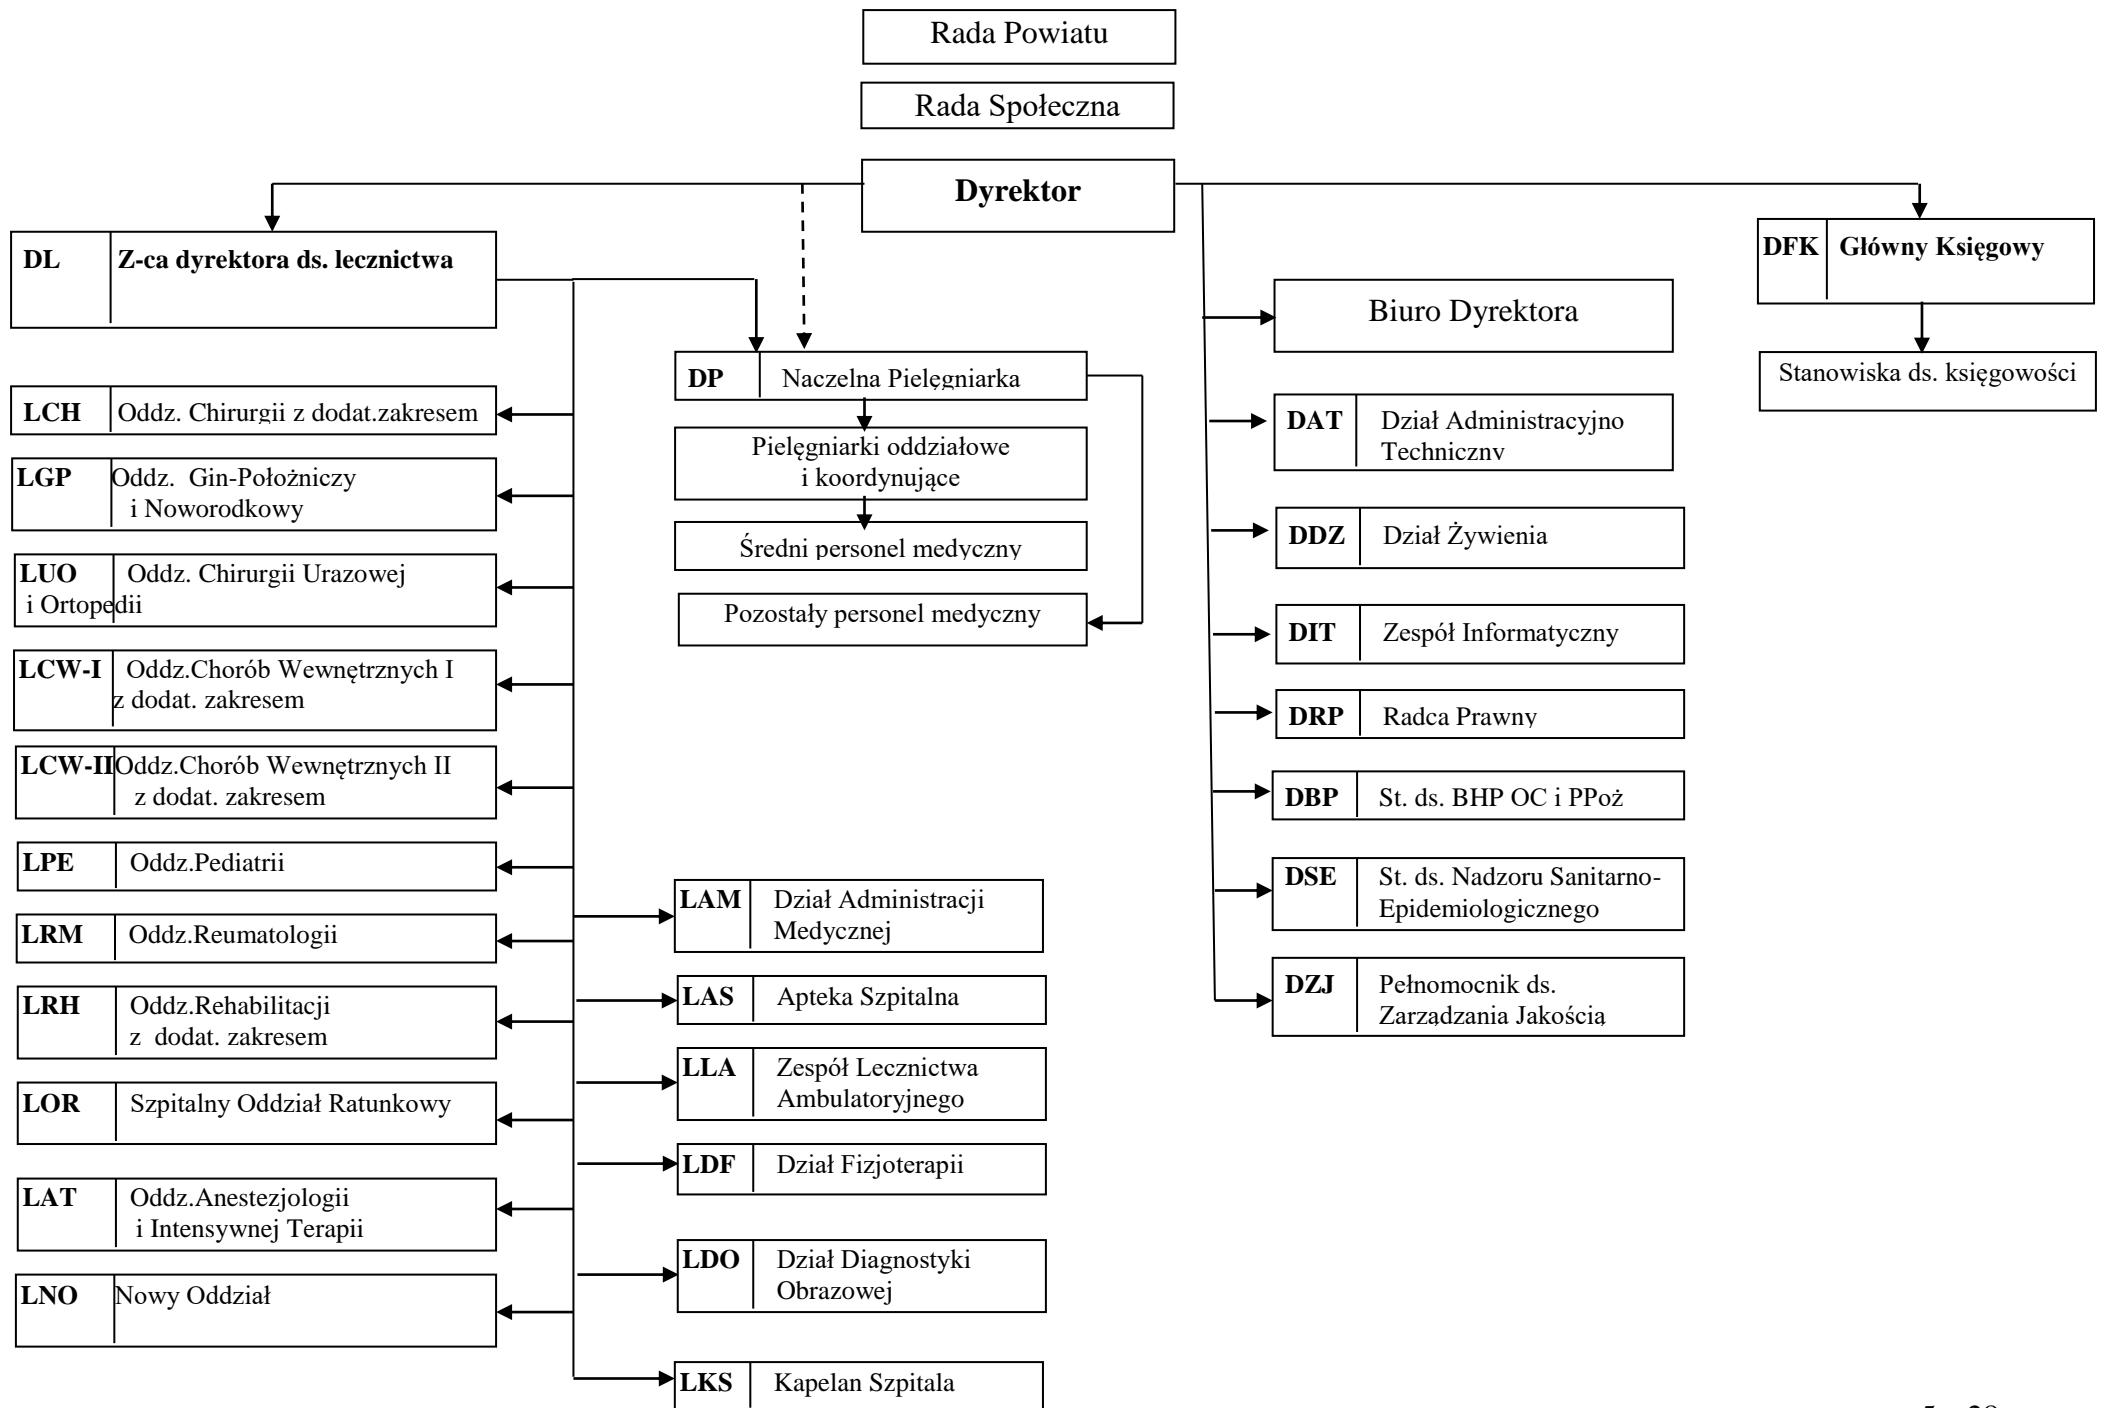 Rada Powiatu
Rada Społeczna
Dyrektor
DL Z-ca dyrektora ds. lecznictwa
LCH Oddz. Chirurgii z dodat.zakresem
LGP Oddz. Gin-Położniczy
i Noworodkowy
LUO Oddz. Chirurgii Urazowej
i Ortopedii
LCW-I Oddz.Chorób Wewnętrznych I
z dodat. zakresem
LCW-II Oddz.Chorób Wewnętrznych II
z dodat. zakresem
LPE Oddz.Pediatrii
LRM Oddz.Reumatologii
LRH Oddz.Rehabilitacji
z dodat. zakresem
LOR Szpitalny Oddział Ratunkowy
LAT Oddz.Anestezjologii
i Intensywnej Terapii
LNO Nowy Oddział
DP Naczelna Pielęgniarka
Pielęgniarki oddziałowe
i koordynujące
Średni personel medyczny
Pozostały personel medyczny
LAM Dział Administracji
Medycznej
LAS Apteka Szpitalna
LLA Zespół Lecznictwa
Ambulatoryjnego
LDF Dział Fizjoterapii
LDO Dział Diagnostyki
Obrazowej
LKS Kapelan Szpitala
Biuro Dyrektora
DAT Dział Administracyjno
Techniczny
DDZ Dział Żywienia
DIT Zespół Informatyczny
DRP Radca Prawny
DBP St. ds. BHP OC i PPoż
DSE St. ds. Nadzoru Sanitarno-
Epidemiologicznego
DZJ Pełnomocnik ds.
Zarządzania Jakością
DFK Główny Księgowy
Stanowiska ds. księgowości